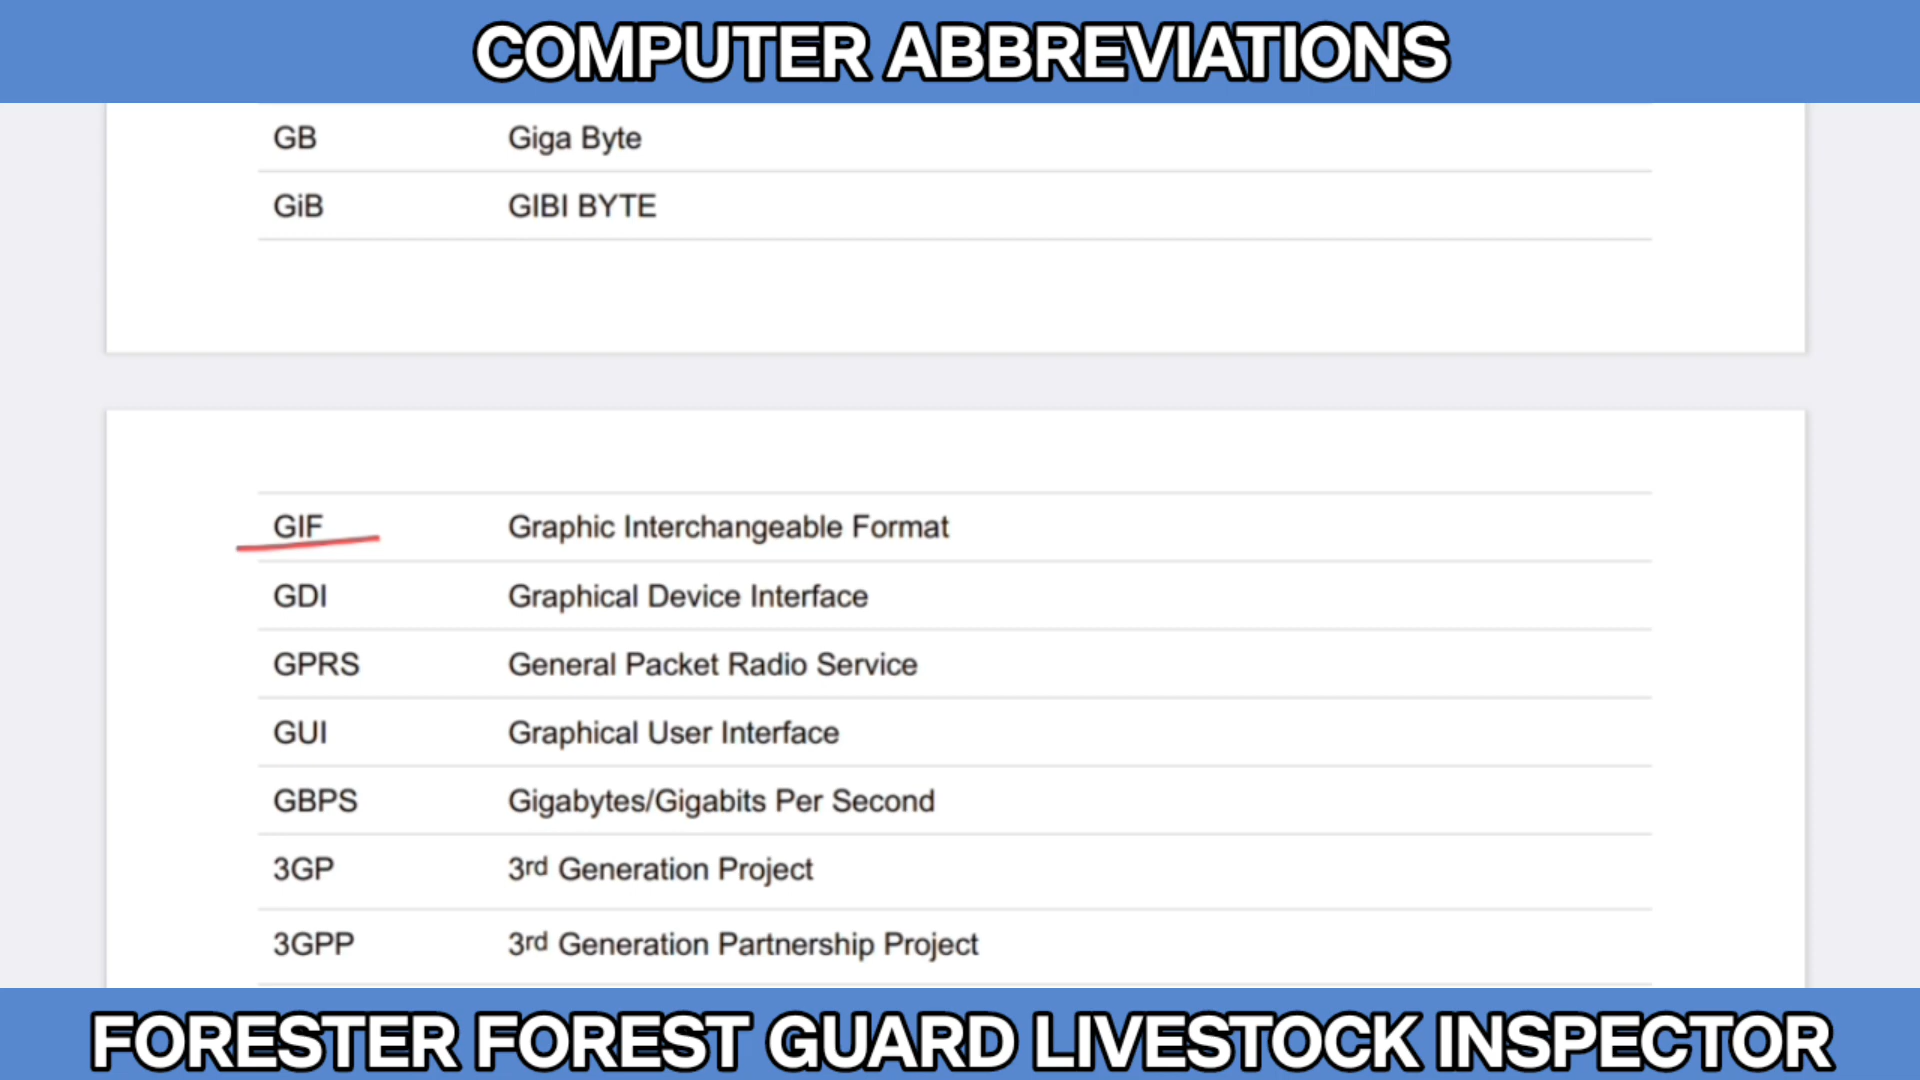 COMPUTER ABBREVIATIONS
GB Giga Byte
GiB GIBI BYTE
GIF Graphic Interchangeable Format
GDI Graphical Device Interface
GPRS General Packet Radio Service
GUI Graphical User Interface
GBPS Gigabytes/Gigabits Per Second
3GP 3rd Generation Project
3GPP 3rd Generation Partnership Project
FORESTER FOREST GUARD LIVESTOCK INSPECTOR